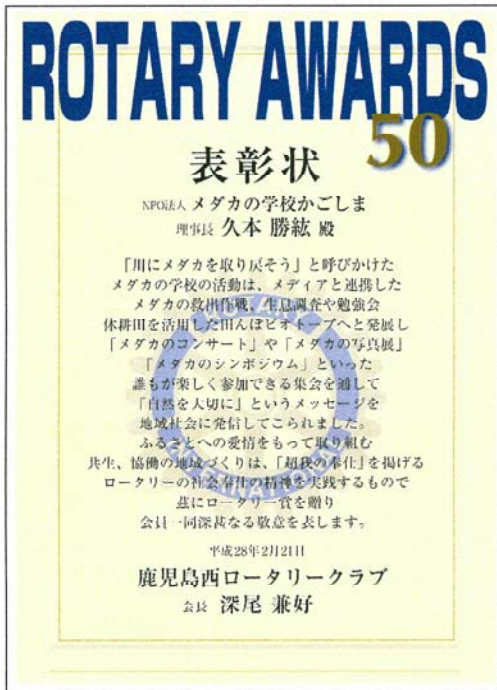 ROTARY AWARDS
50
表彰状
NPO法人 メダカの学校かごしま
理事長 久本 勝紘 殿
「川にメダカを取り戻そう」と呼びかけた
メダカの学校の活動は、メディアと連携した
メダカの救出作戦、生息調査や勉強会
休耕田を活用した田んぼビオトープへと発展し
「メダカのコンサート」や「メダカの写真展」
「メダカのシンポジウム」といった
誰もが楽しく参加できる集会を通して
「自然を大切に」というメッセージを
地域社会に発信してこられました。
ふるさとへの愛情をもって取り組む
共生、協働の地域づくりは、「超我の奉仕」を掲げる
ロータリーの社会奉仕の精神を実践するもので
茲にロータリー賞を贈り
会員一同深甚なる敬意を表します。
平成28年2月21日
鹿児島西ロータリークラブ
会長 深尾 兼好
ROTARY
INTERNATIONAL